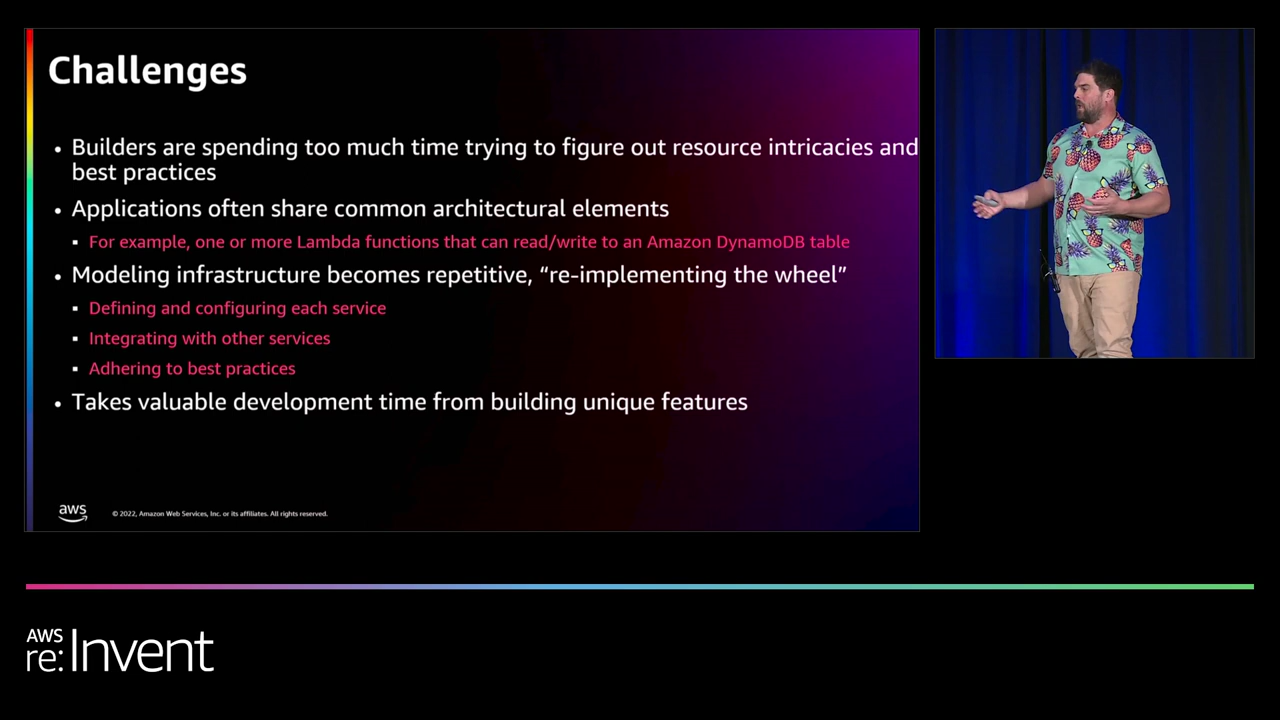 Challenges
• Builders are spending too much time trying to figure out resource intricacies and
best practices
• Applications often share common architectural elements
▪ For example, one or more Lambda functions that can read/write to an Amazon DynamoDB table
• Modeling infrastructure becomes repetitive, “re-implementing the wheel”
▪ Defining and configuring each service
▪ Integrating with other services
▪ Adhering to best practices
• Takes valuable development time from building unique features
aws
© 2022, Amazon Web Services, Inc. or its affiliates. All rights reserved.
AWS
re:Invent